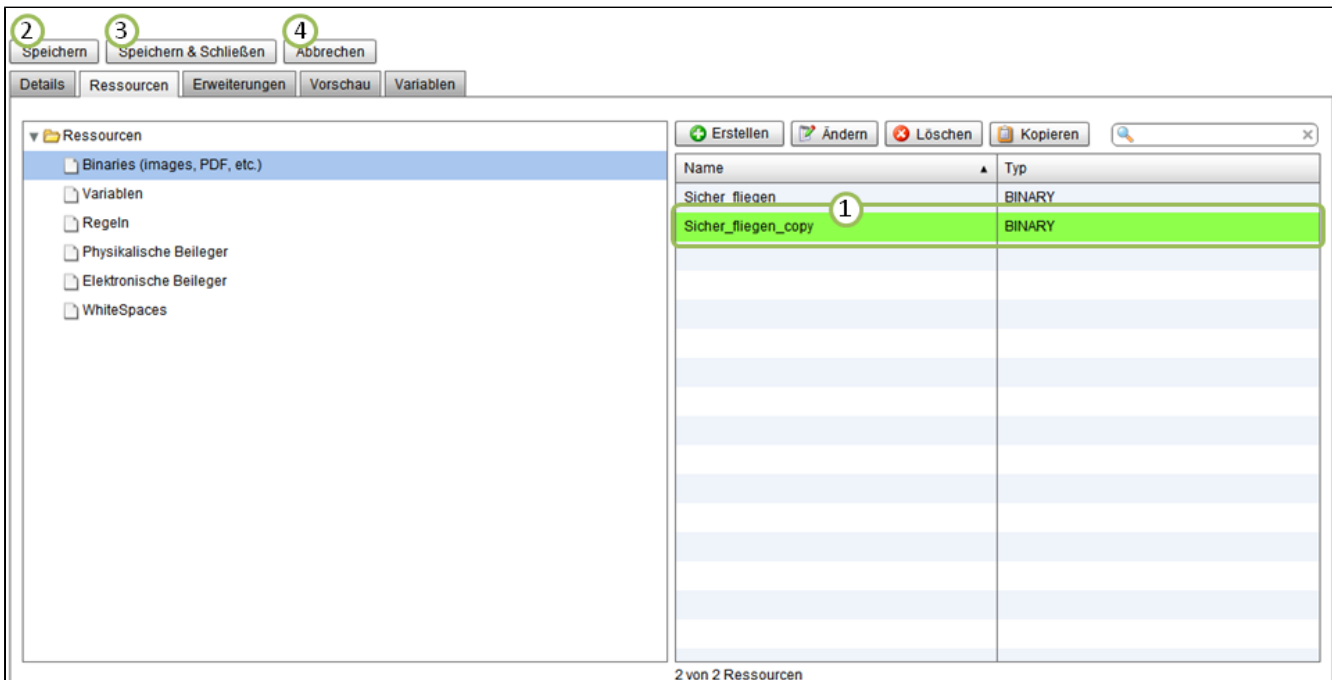 2 3 4
Speichern Speichern & Schließen Abbrechen
Details Ressourcen Erweiterungen Vorschau Variablen
Ressourcen
Binaries (images, PDF, etc.)
Variablen
Regeln
Physikalische Beileger
Elektronische Beileger
WhiteSpaces
Erstellen Ändern Löschen Kopieren
Name Typ
Sicher_fliegen BINARY
1
Sicher_fliegen_copy BINARY
2 von 2 Ressourcen